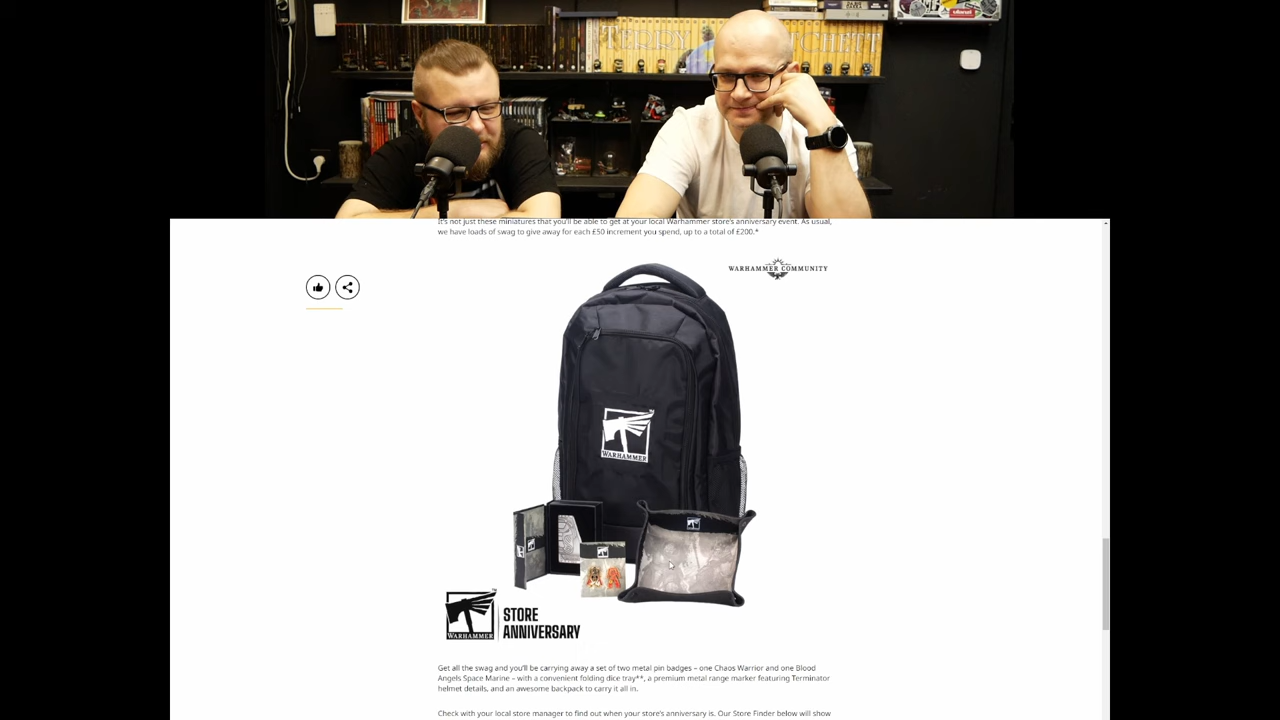 TERRY
CHETT
It's not just these miniatures that you'll be able to get at your local Warhammer store's anniversary event. As usual,
we have loads of swag to give away for each £50 increment you spend, up to a total of £200.*
WARHAMMER COMMUNITY
WARHAMMER
WARHAMMER
STORE
ANNIVERSARY
Get all the swag and you'll be carrying away a set of two metal pin badges – one Chaos Warrior and one Blood
Angels Space Marine – with a convenient folding dice tray**, a premium metal range marker featuring Terminator
helmet details, and an awesome backpack to carry it all in.
Check with your local store manager to find out when your store's anniversary is. Our Store Finder below will show